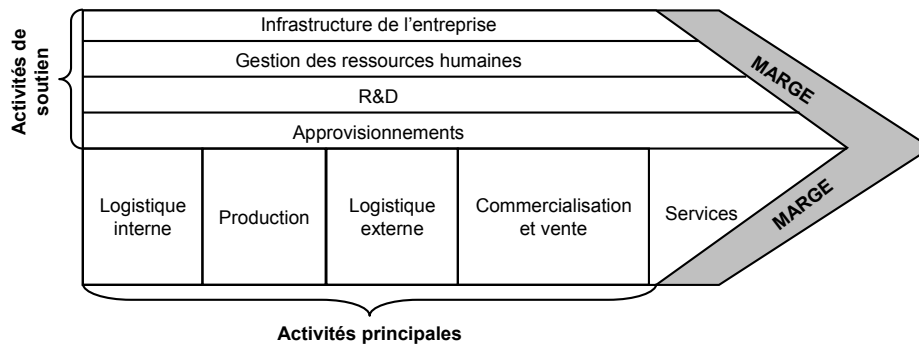 Activités de
soutien
Infrastructure de l’entreprise
Gestion des ressources humaines
R&D
Approvisionnements
MARGE
Logistique
interne
Production
Logistique
externe
Commercialisation
et vente
Services
MARGE
Activités principales